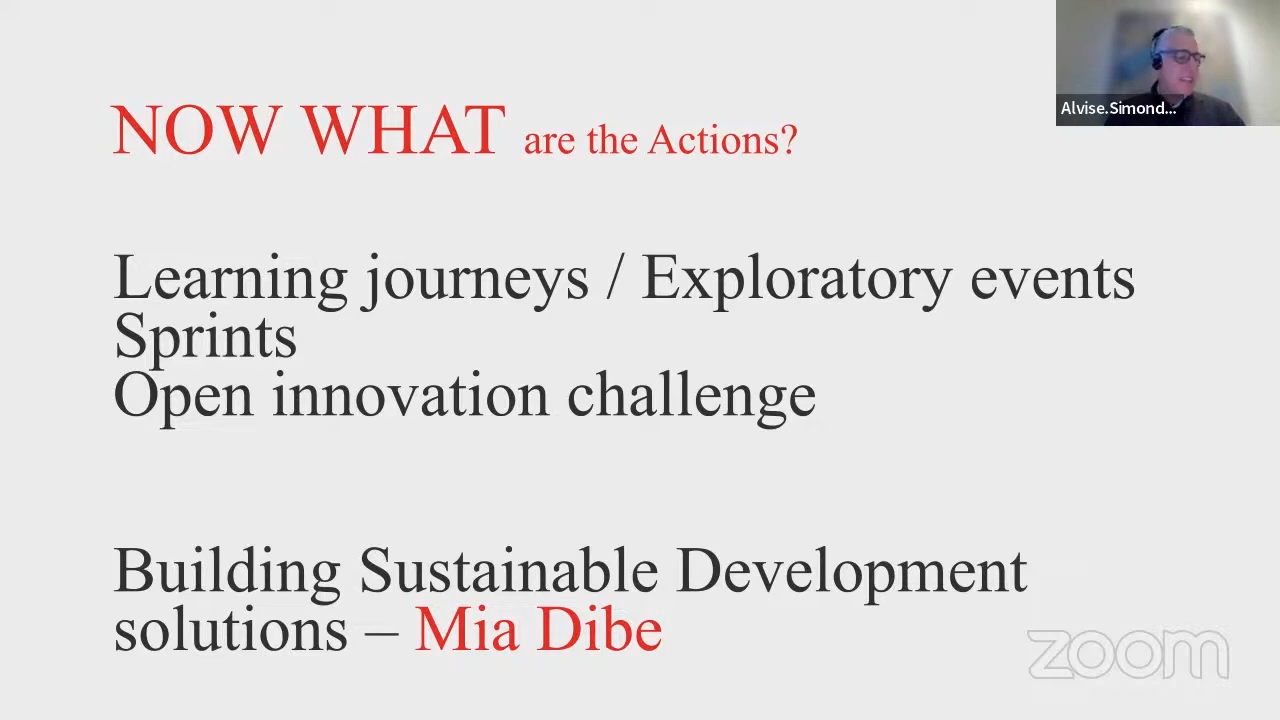 Alvise.Simond...
NOW WHAT are the Actions?
Learning journeys / Exploratory events
Sprints
Open innovation challenge
Building Sustainable Development
solutions – Mia Dibe
zoom